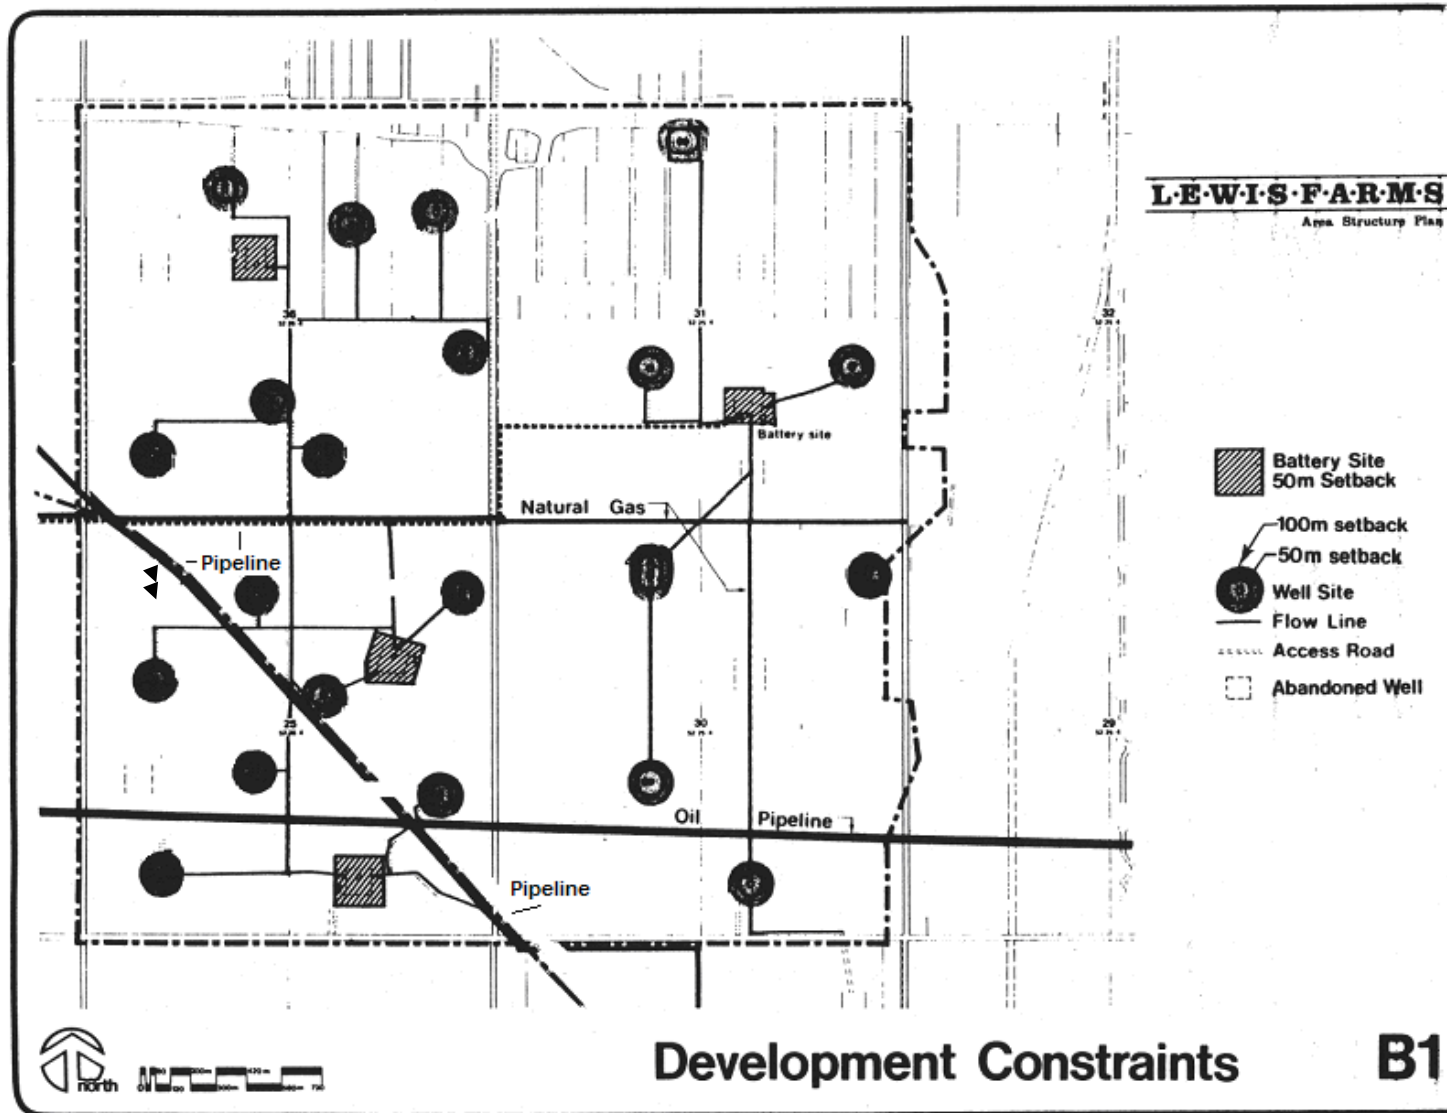 L·E·W·I·S·F·A·R·M·S
Area Structure Plan
36
31
32
Battery site
Natural Gas
Pipeline
Battery Site
50m Setback
100m setback
50m setback
Well Site
Flow Line
Access Road
Abandoned Well
25
30
29
Oil Pipeline
Pipeline
north
Development Constraints
B1